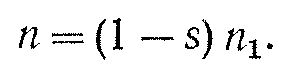 n = (1 − s) n₁.